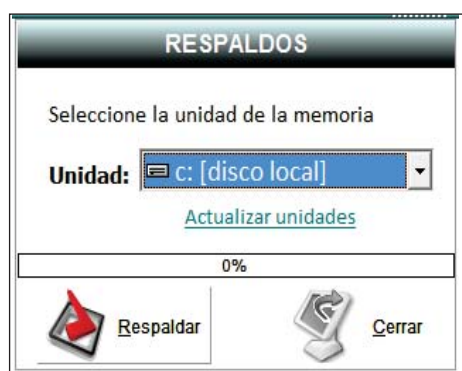 RESPALDOS
Seleccione la unidad de la memoria
Unidad: c: [disco local]
Actualizar unidades
0%
Respaldar Cerrar